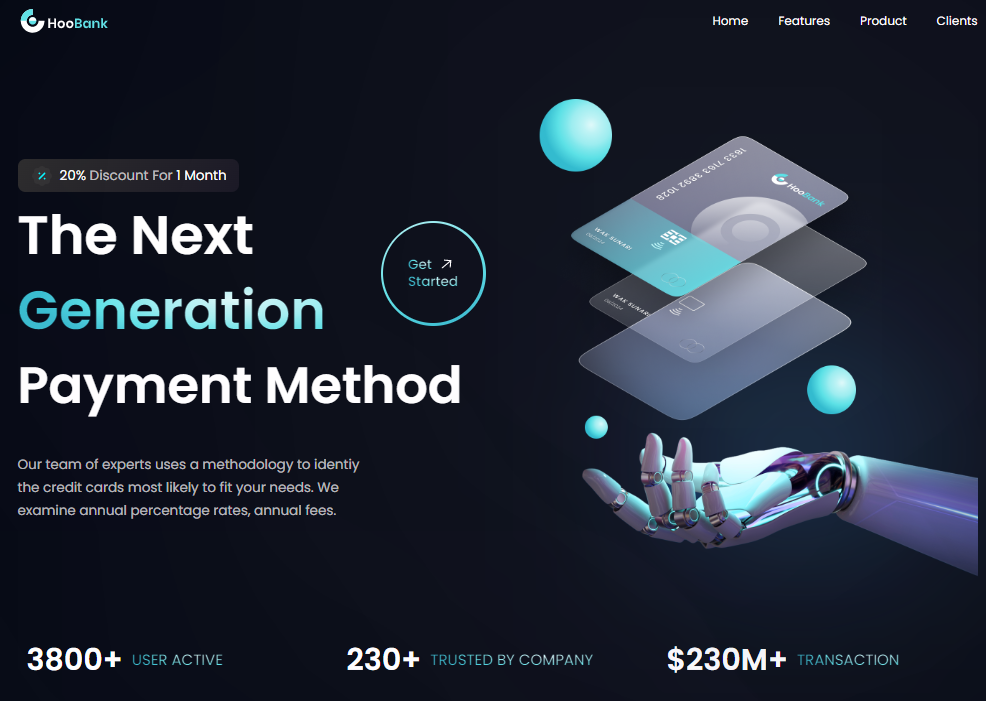 HooBank
Home Features Product Clients
20% Discount For 1 Month
The Next
Generation
Payment Method
Get
Started
1833 7163 3892 1028
HooBank
WAK SUNARI
WAK SUNARI
Our team of experts uses a methodology to identiy
the credit cards most likely to fit your needs. We
examine annual percentage rates, annual fees.
3800+ USER ACTIVE
230+ TRUSTED BY COMPANY
$230M+ TRANSACTION